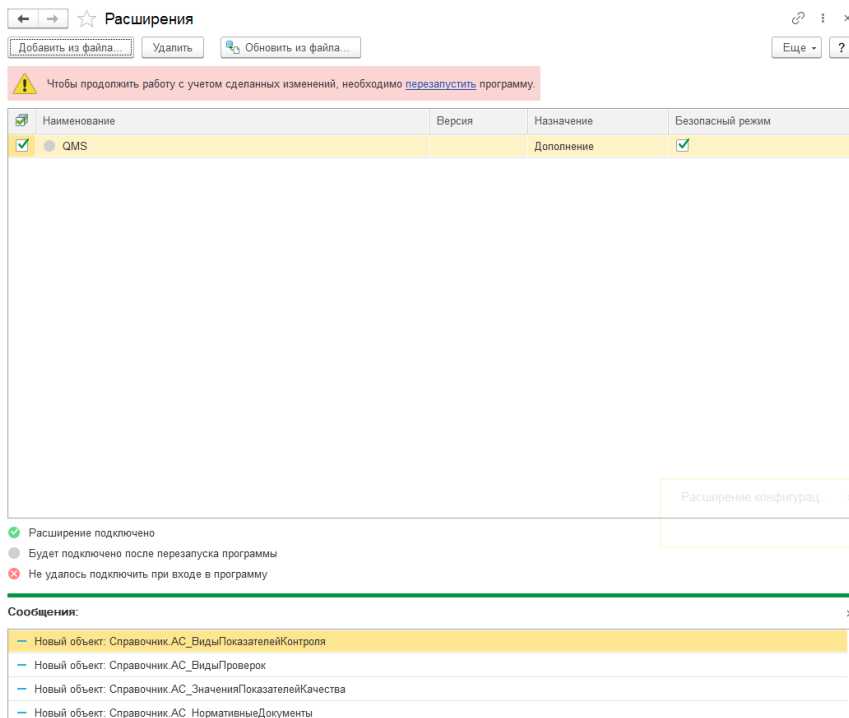 Расширения
Добавить из файла... Удалить Обновить из файла... Еще ?
Чтобы продолжить работу с учетом сделанных изменений, необходимо перезапустить программу.
Наименование Версия Назначение Безопасный режим
QMS Дополнение
Расширение конфигурац...
Расширение подключено
Будет подключено после перезапуска программы
Не удалось подключить при входе в программу
Сообщения:
Новый объект: Справочник.АС_ВидыПоказателейКонтроля
Новый объект: Справочник.АС_ВидыПроверок
Новый объект: Справочник.АС_ЗначенияПоказателейКачества
Новый объект: Справочник.АС_НормативныеДокументы